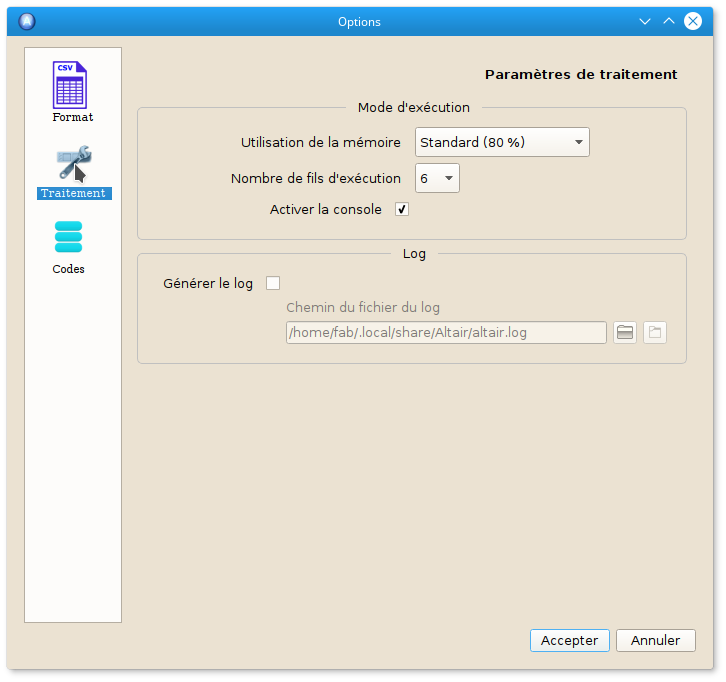 Options
CSV
Format
Traitement
Codes
Paramètres de traitement
Mode d'exécution
Utilisation de la mémoire Standard (80 %)
Nombre de fils d'exécution 6
Activer la console
Log
Générer le log
Chemin du fichier du log
/home/fab/.local/share/Altair/altair.log
Accepter Annuler